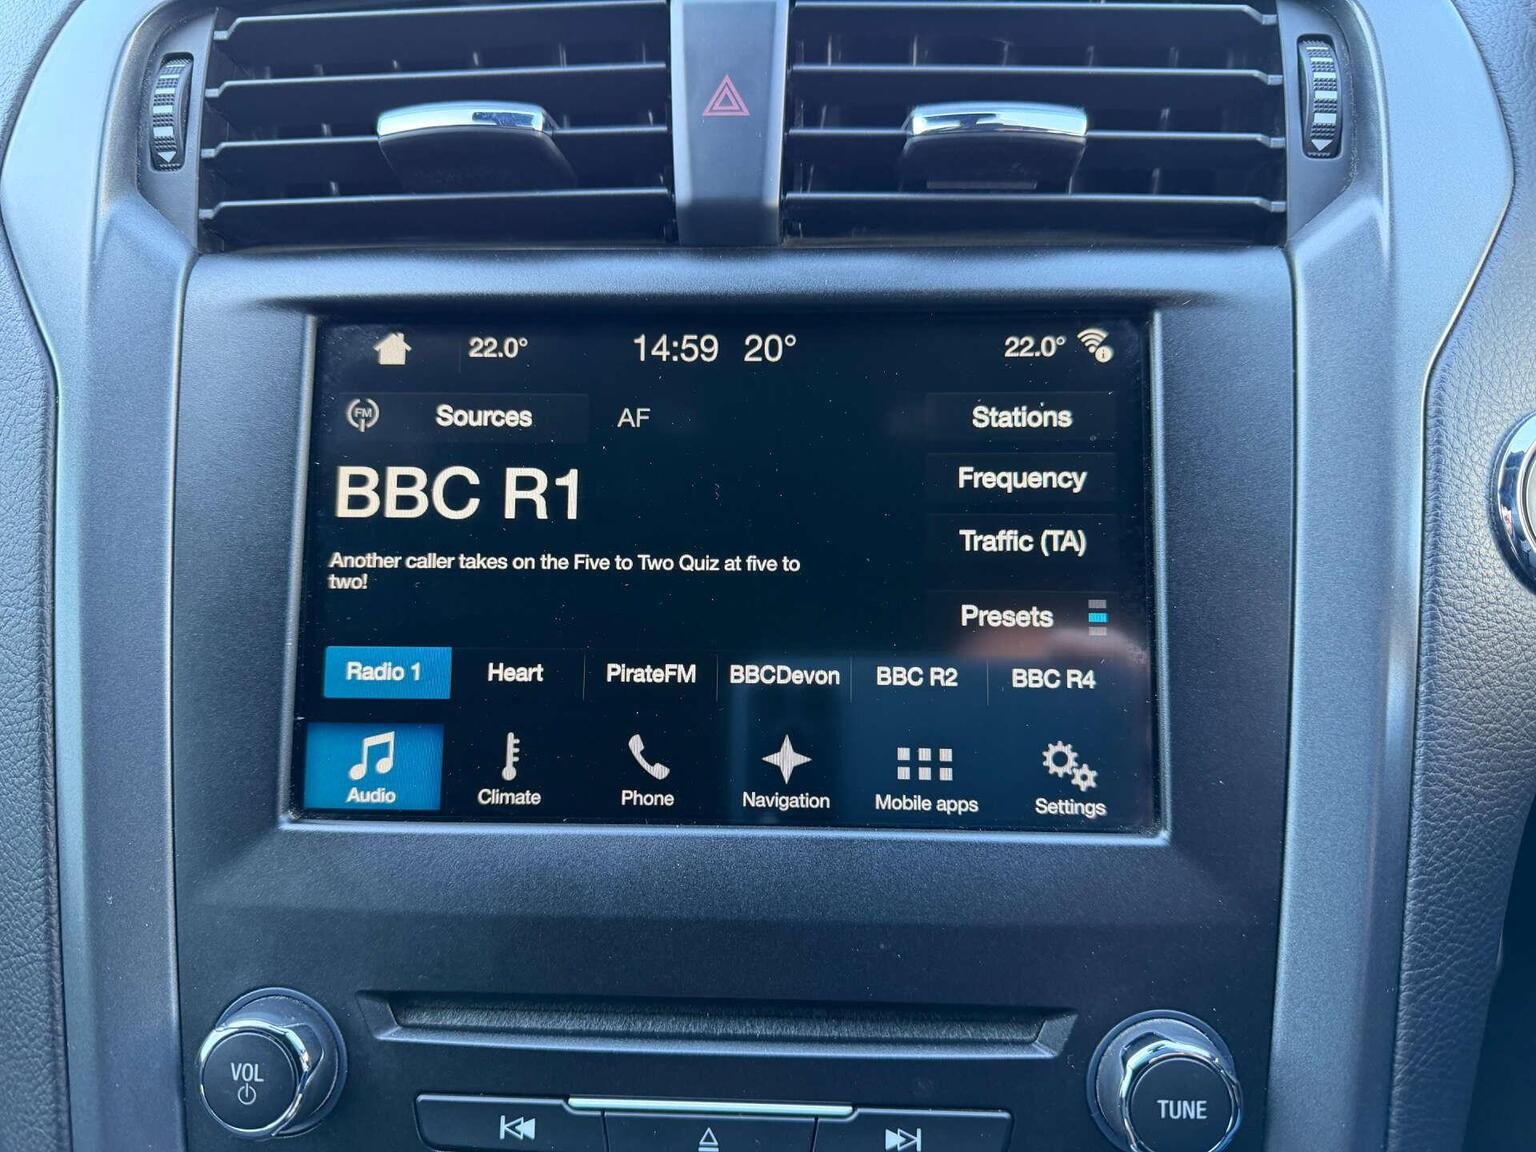 22.0° 14:59 20° 22.0°
FM Sources AF Stations
BBC R1
Frequency
Another caller takes on the Five to Two Quiz at five to
two!
Traffic (TA)
Presets
Radio 1 Heart PirateFM BBCDevon BBC R2 BBC R4
Audio Climate Phone Navigation Mobile apps Settings
VOL
TUNE